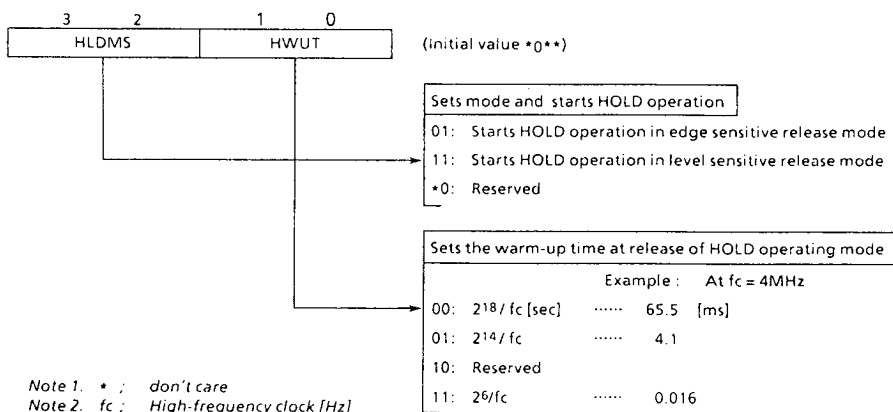 3 2 1 0
HLDMS HWUT (Initial value *0**)
Sets mode and starts HOLD operation
01: Starts HOLD operation in edge sensitive release mode
11: Starts HOLD operation in level sensitive release mode
*0: Reserved
Sets the warm-up time at release of HOLD operating mode
Example : At fc = 4MHz
00: 2¹⁸/ fc [sec] ...... 65.5 [ms]
01: 2¹⁴/ fc ...... 4.1
10: Reserved
11: 2⁶/fc ...... 0.016
Note 1. * ; don't care
Note 2. fc ; High-frequency clock [Hz]